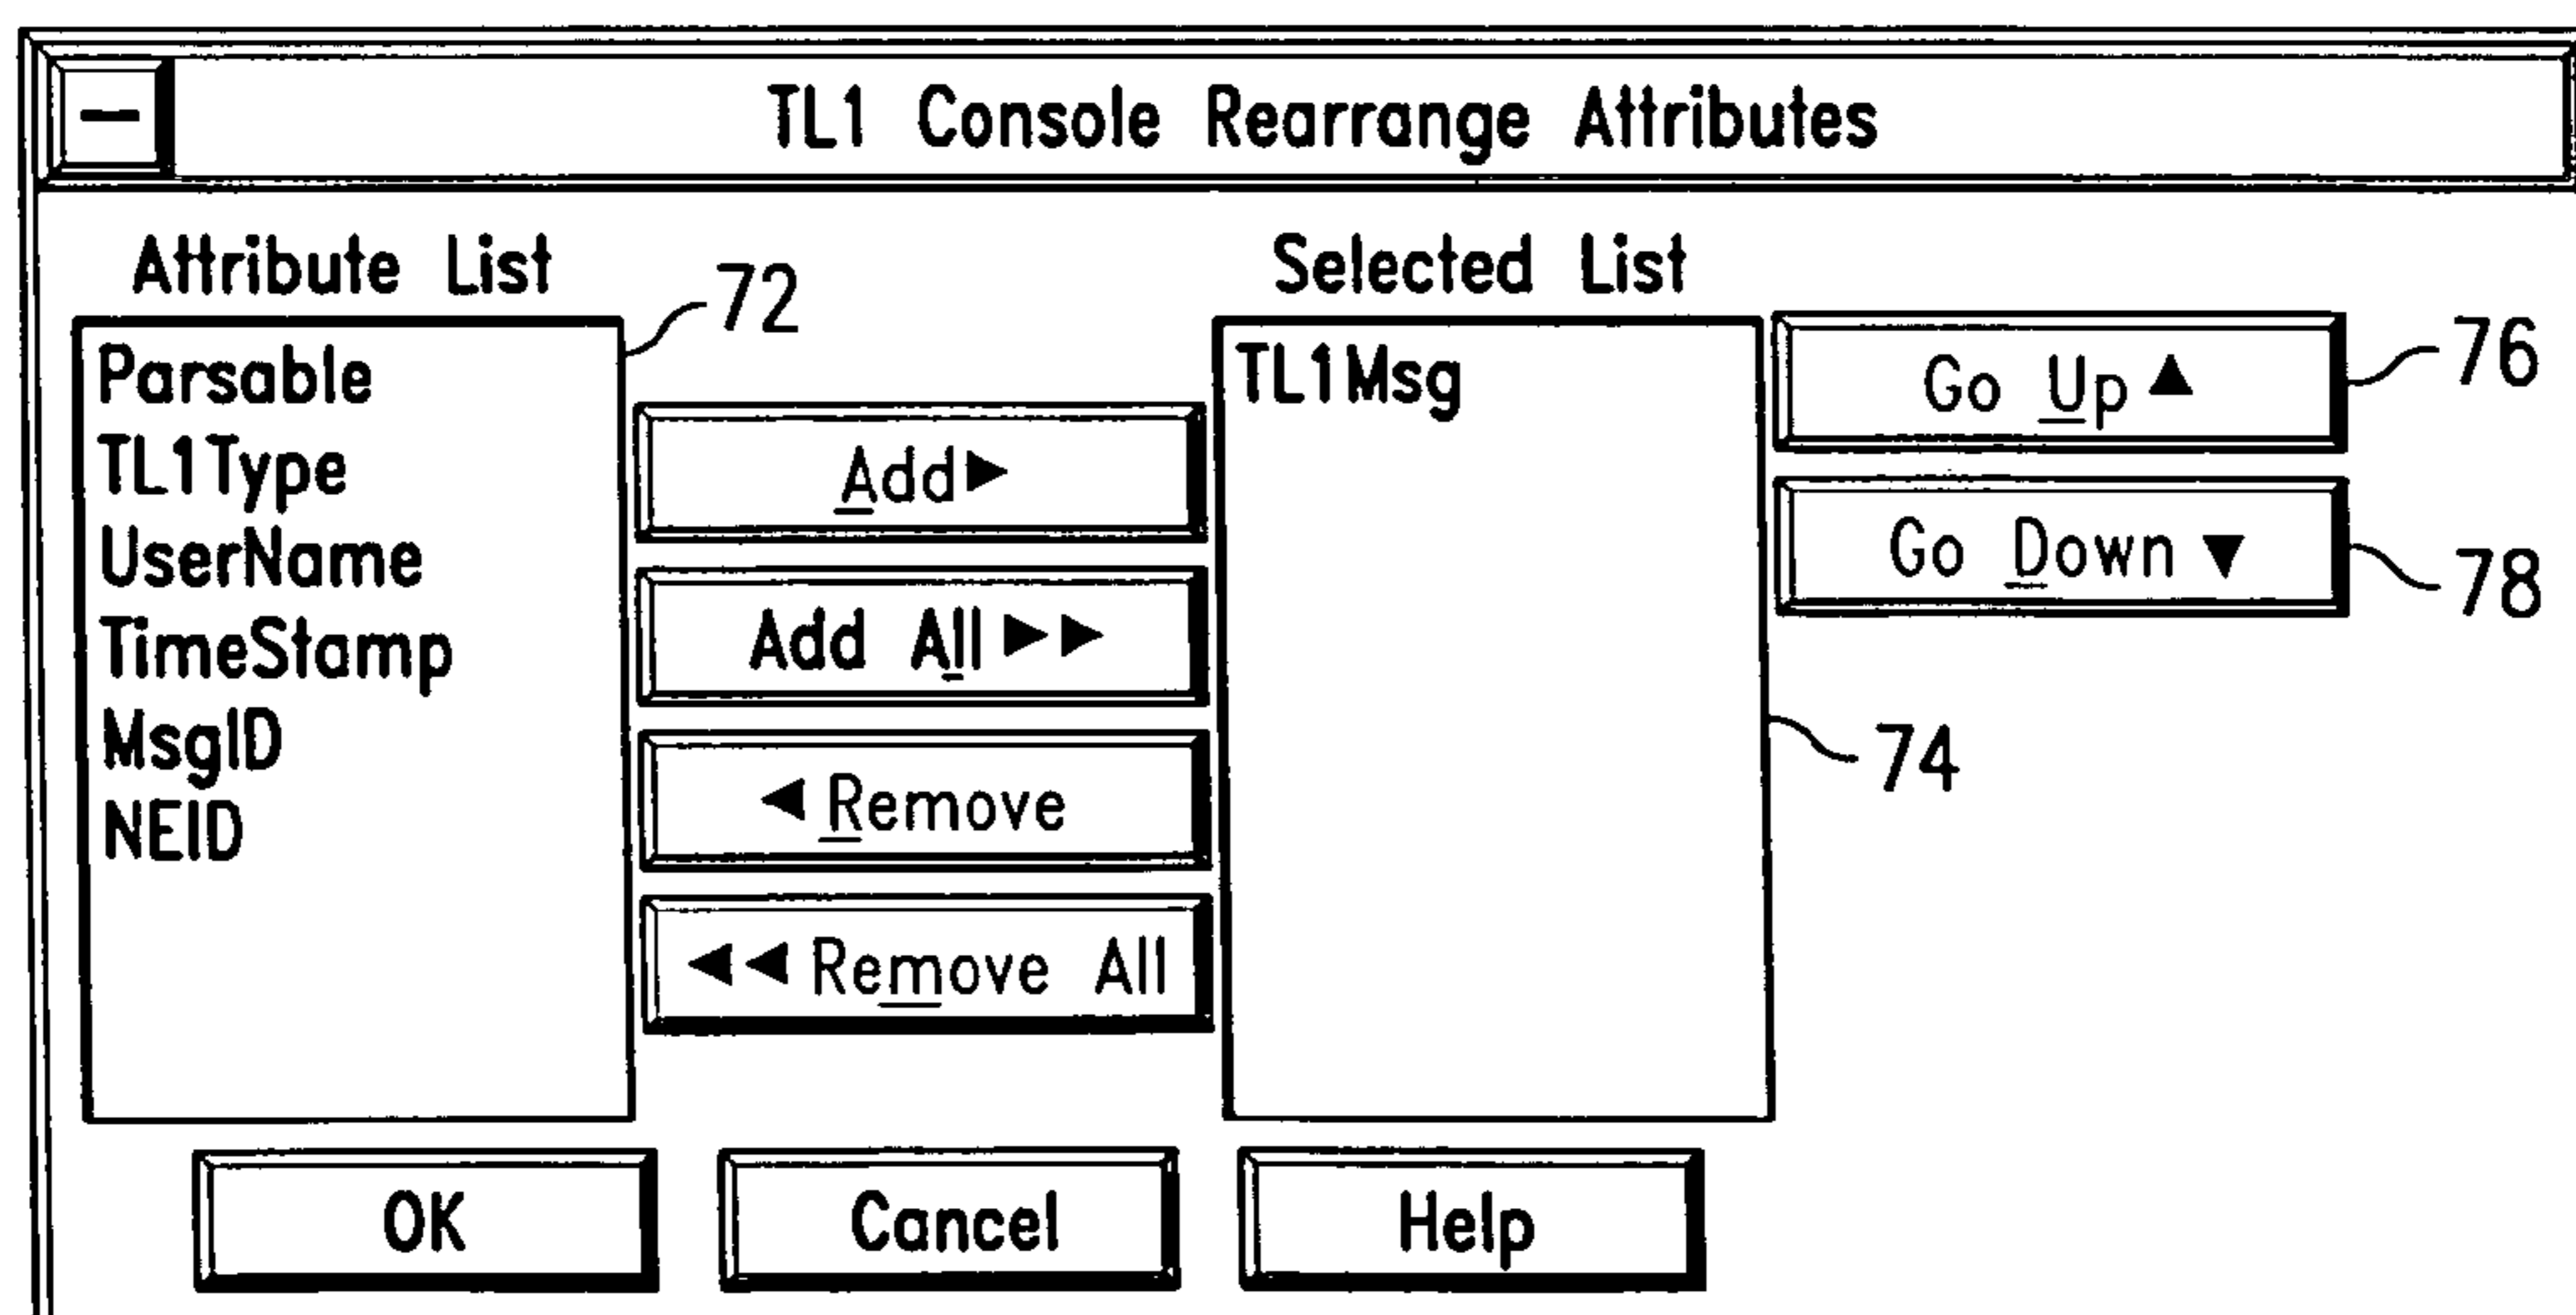 TL1 Console Rearrange Attributes
Attribute List
72
Parsable
TL1Type
UserName
TimeStamp
MsgID
NEID
Add▶
Add All▶▶
◀Remove
◀◀Remove All
Selected List
TL1Msg
74
Go Up▲
76
Go Down▼
78
OK
Cancel
Help